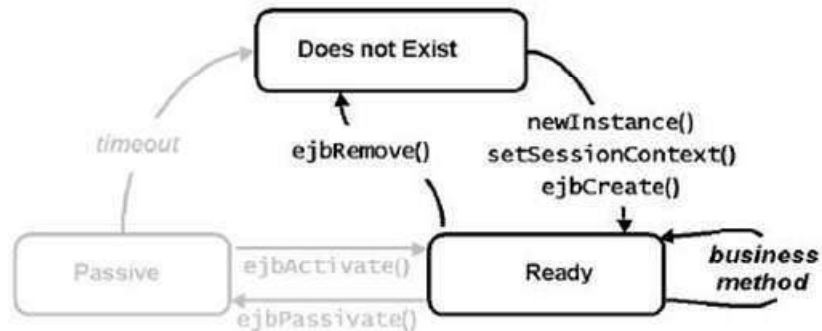 Does not Exist
timeout
ejbRemove()
newInstance()
setSessionContext()
ejbCreate()
Passive
ejbActivate()
ejbPassivate()
Ready
business
method